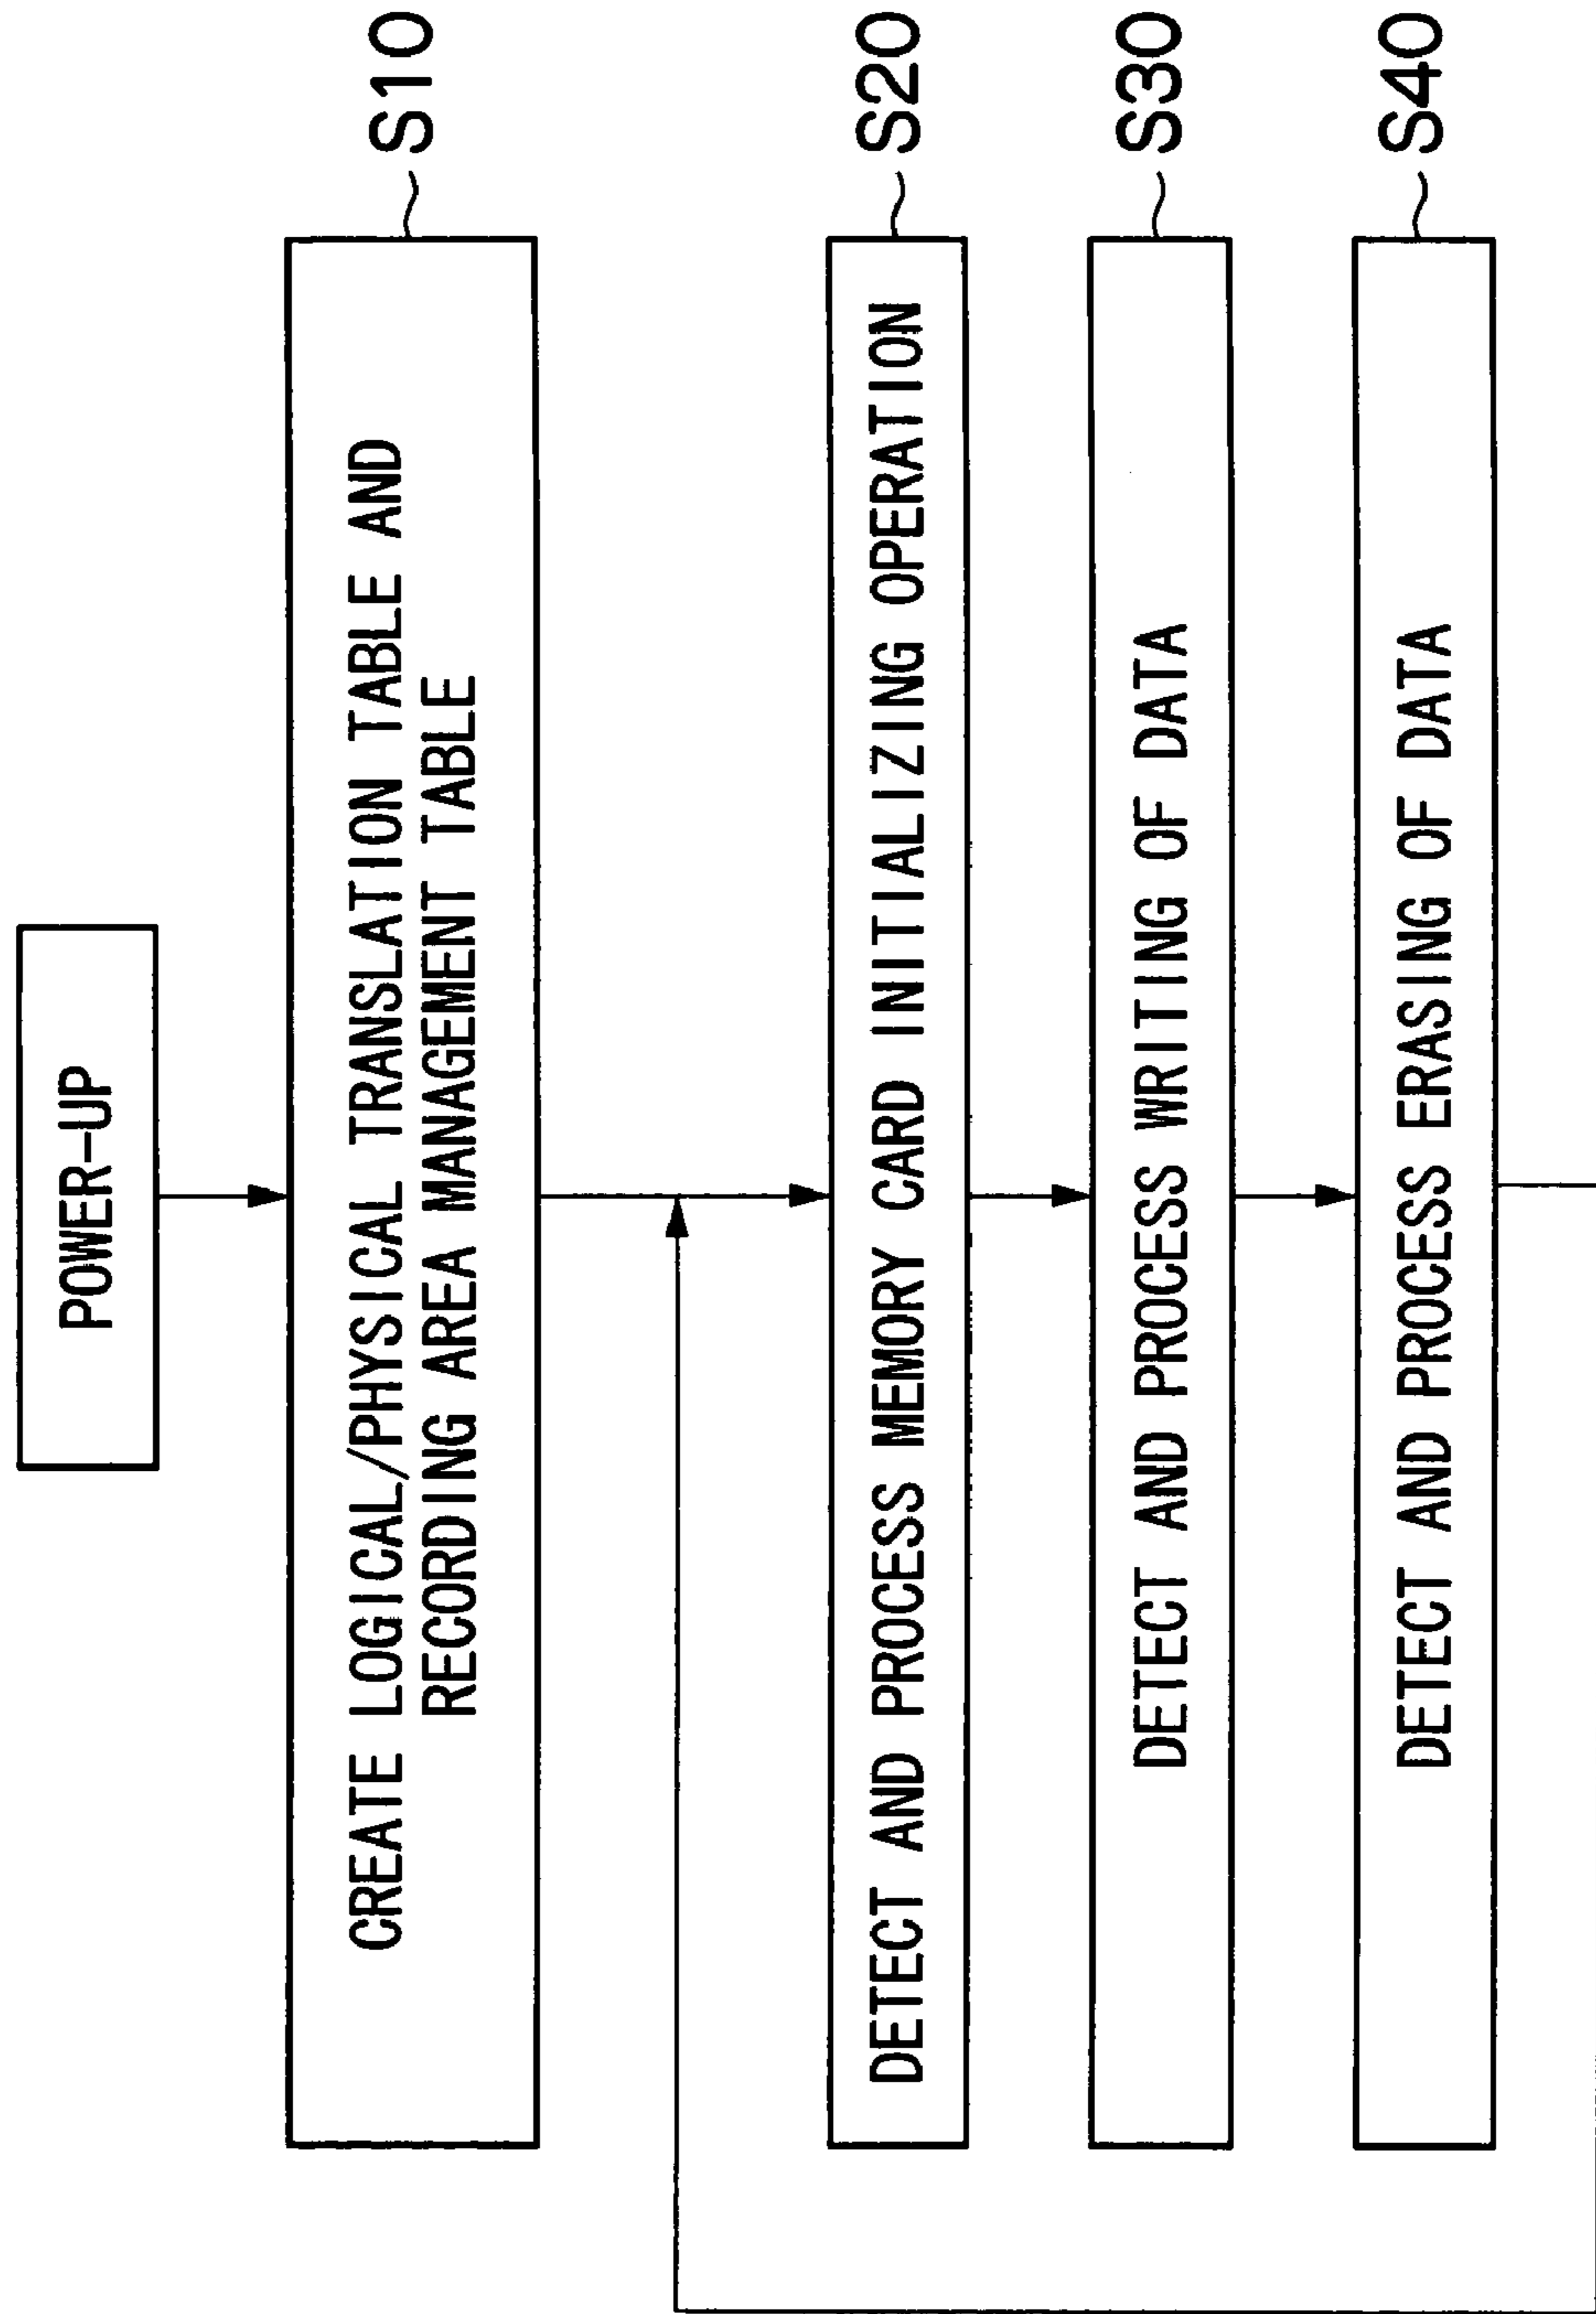 POWER-UP
CREATE LOGICAL/PHYSICAL TRANSLATION TABLE AND
RECORDING AREA MANAGEMENT TABLE
S10
DETECT AND PROCESS MEMORY CARD INITIALIZING OPERATION
S20
DETECT AND PROCESS WRITING OF DATA
S30
DETECT AND PROCESS ERASING OF DATA
S40